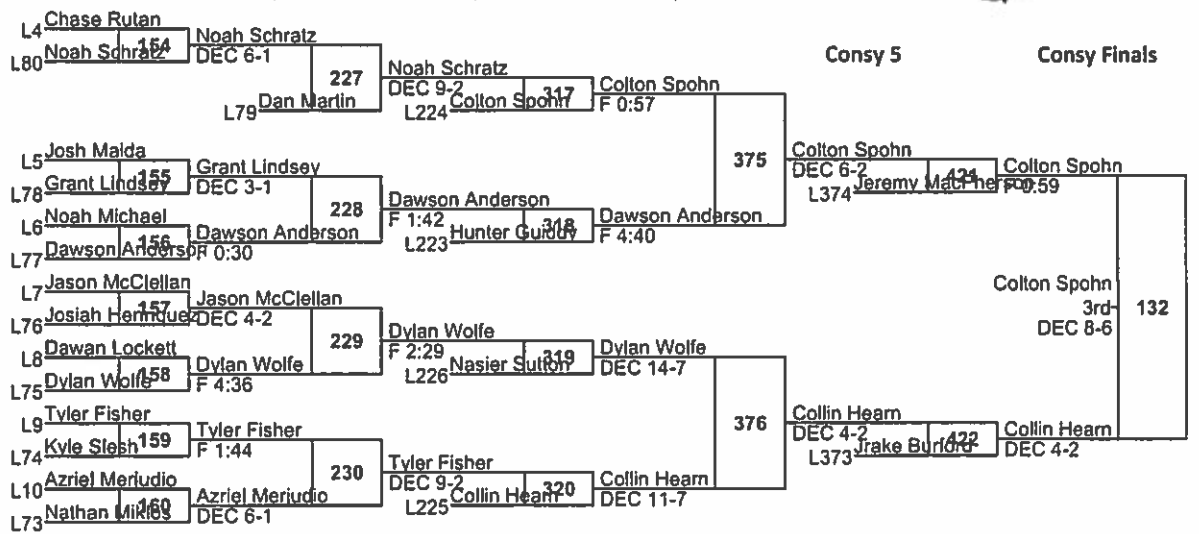 Consy 5
Consy Finals
L4 Chase Rutan
154
L80 Noah Schratz
Noah Schratz
DEC 6-1
227
L79 Dan Martin
Noah Schratz
DEC 9-2
317
L224 Colton Spohn
Colton Spohn
F 0:57
L5 Josh Maida
155
L78 Grant Lindsey
Grant Lindsey
DEC 3-1
228
L6 Noah Michael
156
L77 Dawson Anderson
Dawson Anderson
F 0:30
Dawson Anderson
F 1:42
318
L223 Hunter Guiddy
Dawson Anderson
F 4:40
375
Colton Spohn
DEC 6-2
421
L374 Jeremy MacPherson
Colton Spohn
F 0:59
L7 Jason McClellan
157
L76 Josiah Henriquez
Jason McClellan
DEC 4-2
229
L8 Dawan Lockett
158
L75 Dylan Wolfe
Dylan Wolfe
F 4:36
Dylan Wolfe
F 2:29
319
L226 Nasier Sutton
Dylan Wolfe
DEC 14-7
L9 Tyler Fisher
159
L74 Kyle Slesh
Tyler Fisher
F 1:44
230
L10 Azriel Merjudio
160
L73 Nathan Miklos
Azriel Merjudio
DEC 6-1
Tyler Fisher
DEC 9-2
320
L225 Collin Hearn
Collin Hearn
DEC 11-7
376
Collin Hearn
DEC 4-2
422
L373 Jrake Burford
Collin Hearn
DEC 4-2
132
Colton Spohn
3rd
DEC 8-6